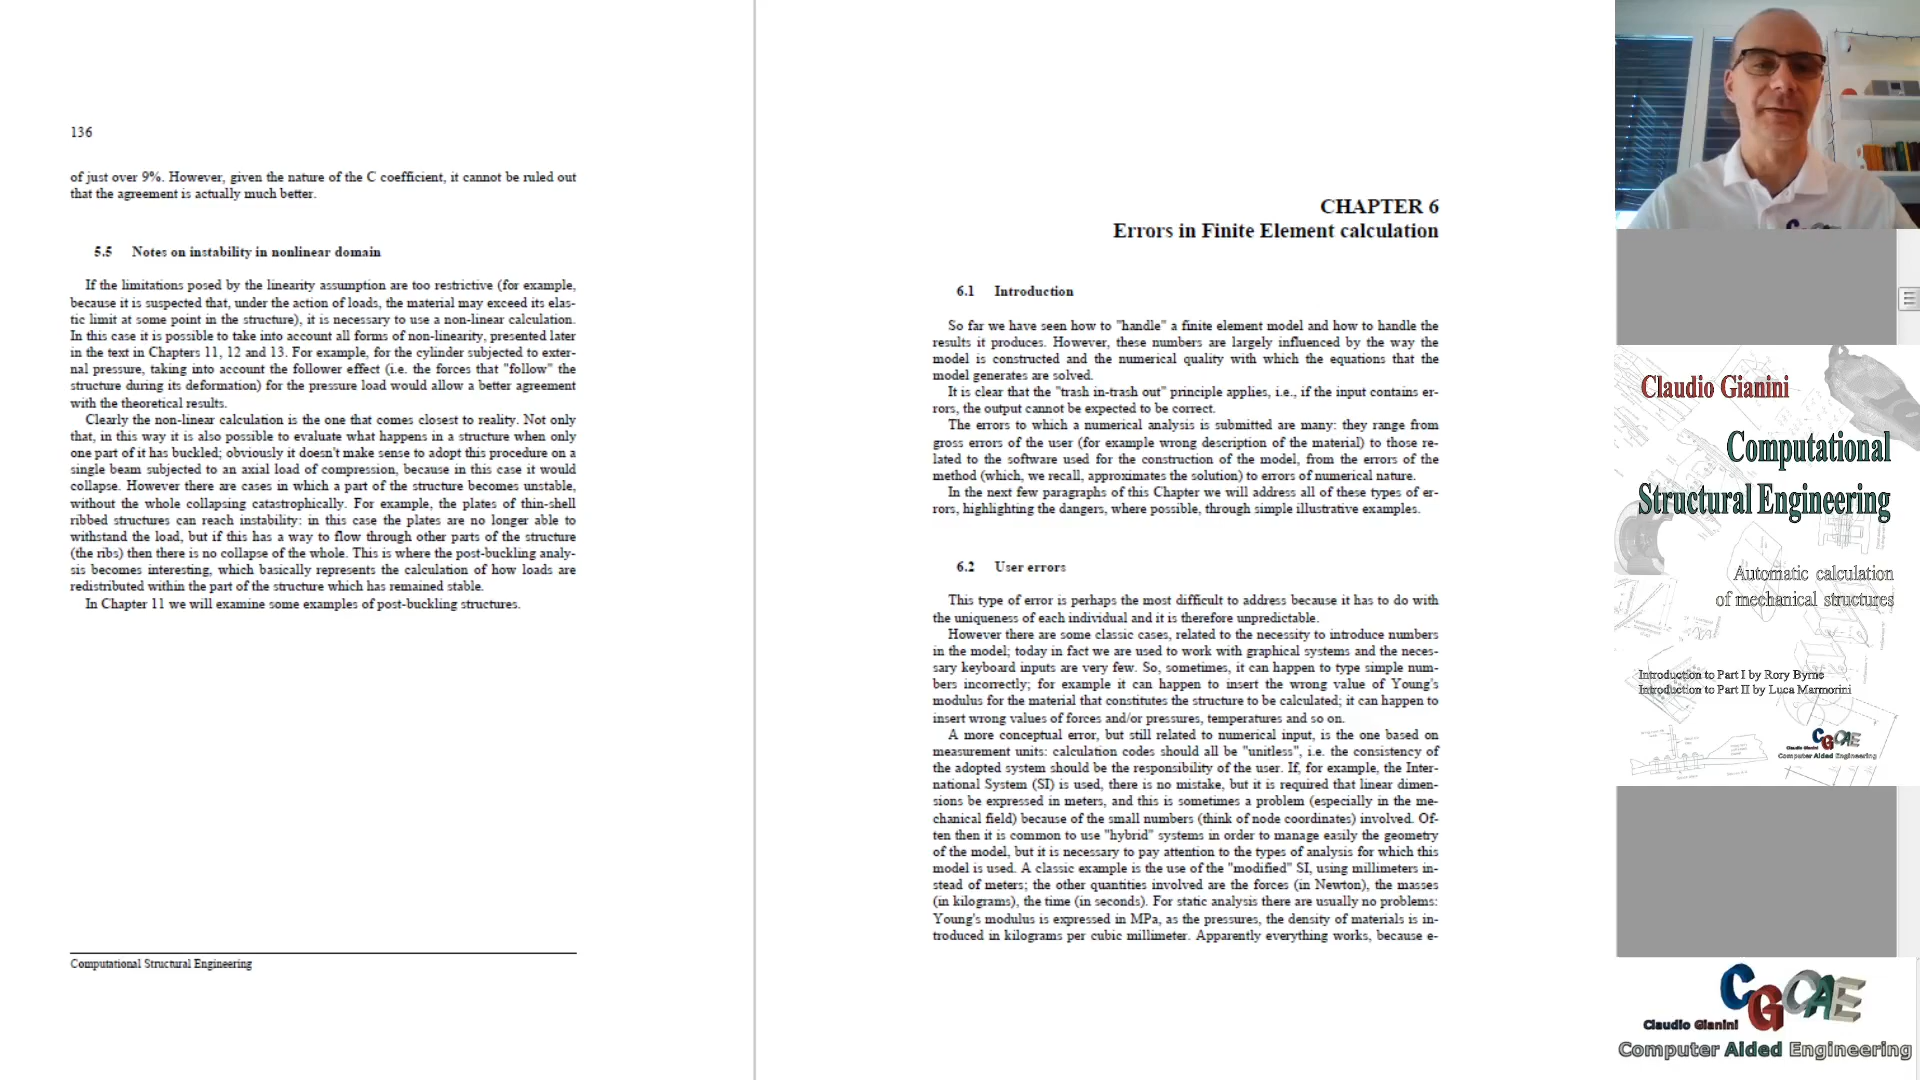 136
of just over 9%. However, given the nature of the C coefficient, it cannot be ruled out
that the agreement is actually much better.
5.5 Notes on instability in nonlinear domain
If the limitations posed by the linearity assumption are too restrictive (for example,
because it is suspected that, under the action of loads, the material may exceed its elas-
tic limit at some point in the structure), it is necessary to use a non-linear calculation.
In this case it is possible to take into account all forms of non-linearity, presented later
in the text in Chapters 11, 12 and 13. For example, for the cylinder subjected to exter-
nal pressure, taking into account the follower effect (i.e. the forces that "follow" the
structure during its deformation) for the pressure load would allow a better agreement
with the theoretical results.
Clearly the non-linear calculation is the one that comes closest to reality. Not only
that, in this way it is also possible to evaluate what happens in a structure when only
one part of it has buckled; obviously it doesn't make sense to adopt this procedure on a
single beam subjected to an axial load of compression, because in this case it would
collapse. However there are cases in which a part of the structure becomes unstable,
without the whole collapsing catastrophically. For example, the plates of thin-shell
ribbed structures can reach instability: in this case the plates are no longer able to
withstand the load, but if this has a way to flow through other parts of the structure
(the ribs) then there is no collapse of the whole. This is where the post-buckling analy-
sis becomes interesting, which basically represents the calculation of how loads are
redistributed within the part of the structure which has remained stable.
In Chapter 11 we will examine some examples of post-buckling structures.
Computational Structural Engineering
CHAPTER 6
Errors in Finite Element calculation
6.1 Introduction
So far we have seen how to "handle" a finite element model and how to handle the
results it produces. However, these numbers are largely influenced by the way the
model is constructed and the numerical quality with which the equations that the
model generates are solved.
It is clear that the "trash in-trash out" principle applies, i.e., if the input contains er-
rors, the output cannot be expected to be correct.
The errors to which a numerical analysis is submitted are many: they range from
gross errors of the user (for example wrong description of the material) to those re-
lated to the software used for the construction of the model, from the errors of the
method (which, we recall, approximates the solution) to errors of numerical nature.
In the next few paragraphs of this Chapter we will address all of these types of er-
rors, highlighting the dangers, where possible, through simple illustrative examples.
6.2 User errors
This type of error is perhaps the most difficult to address because it has to do with
the uniqueness of each individual and it is therefore unpredictable.
However there are some classic cases, related to the necessity to introduce numbers
in the model; today in fact we are used to work with graphical systems and the neces-
sary keyboard inputs are very few. So, sometimes, it can happen to type simple num-
bers incorrectly; for example it can happen to insert the wrong value of Young's
modulus for the material that constitutes the structure to be calculated; it can happen to
insert wrong values of forces and/or pressures, temperatures and so on.
A more conceptual error, but still related to numerical input, is the one based on
measurement units: calculation codes should all be "unitless", i.e. the consistency of
the adopted system should be the responsibility of the user. If, for example, the Inter-
national System (SI) is used, there is no mistake, but it is required that linear dimen-
sions be expressed in meters, and this is sometimes a problem (especially in the me-
chanical field) because of the small numbers (think of node coordinates) involved. Of-
ten then it is common to use "hybrid" systems in order to manage easily the geometry
of the model, but it is necessary to pay attention to the types of analysis for which this
model is used. A classic example is the use of the "modified" SI, using millimeters in-
stead of meters; the other quantities involved are the forces (in Newton), the masses
(in kilograms), the time (in seconds). For static analysis there are usually no problems:
Young's modulus is expressed in MPa, as the pressures, the density of materials is in-
troduced in kilograms per cubic millimeter. Apparently everything works, because e-
Claudio Gianini
Computational
Structural Engineering
Automatic calculation
of mechanical structures
Introduction to Part I by Rory Byrne
Introduction to Part II by Luca Marmorini
CGCAE
Claudio Gianini
Computer Aided Engineering
CGCAE
Claudio Gianini
Computer Aided Engineering